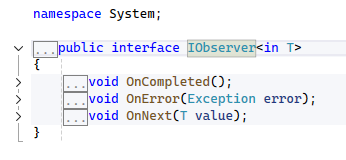 namespace System;
...public interface IObserver<in T>
{
...void OnCompleted();
...void OnError(Exception error);
...void OnNext(T value);
}